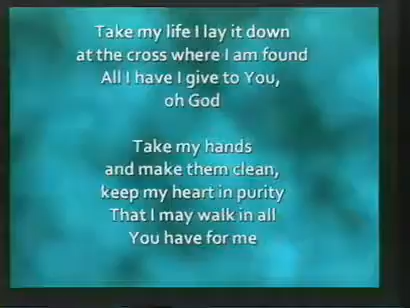 Take my life I lay it down
at the cross where I am found
All I have I give to You,
oh God
Take my hands
and make them clean,
keep my heart in purity
That I may walk in all
You have for me